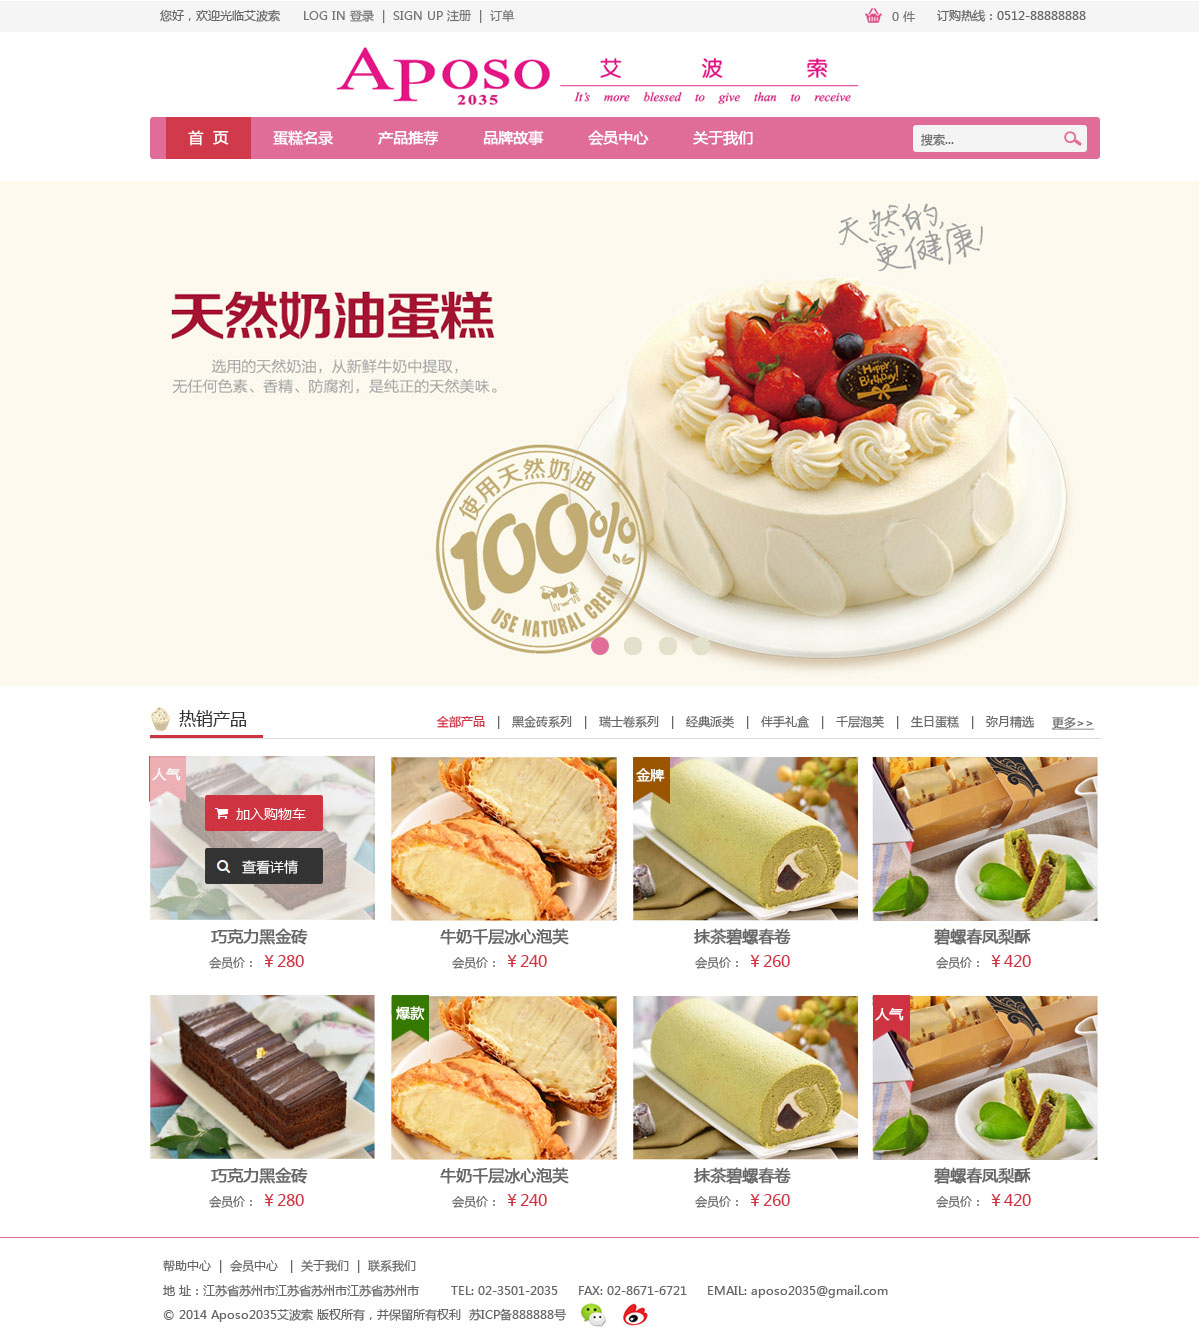 您好，欢迎光临艾波索 LOG IN 登录 | SIGN UP 注册 | 订单 0 件 订购热线：0512-88888888
APOSO 2035
艾 波 索
It's more blessed to give than to receive
首 页 蛋糕名录 产品推荐 品牌故事 会员中心 关于我们 搜索...
天然的,
更健康!
天然奶油蛋糕
选用的天然奶油，从新鲜牛奶中提取，
无任何色素、香精、防腐剂，是纯正的天然美味。
Happy
Birthday!
使用天然奶油
100%
USE NATURAL CREAM
热销产品 全部产品 | 黑金砖系列 | 瑞士卷系列 | 经典派类 | 伴手礼盒 | 千层泡芙 | 生日蛋糕 | 弥月精选 更多>>
人气 金牌
加入购物车
查看详情
巧克力黑金砖 牛奶千层冰心泡芙 抹茶碧螺春卷 碧螺春凤梨酥
会员价：￥280 会员价：￥240 会员价：￥260 会员价：￥420
爆款 人气
巧克力黑金砖 牛奶千层冰心泡芙 抹茶碧螺春卷 碧螺春凤梨酥
会员价：￥280 会员价：￥240 会员价：￥260 会员价：￥420
帮助中心 | 会员中心 | 关于我们 | 联系我们
地 址：江苏省苏州市江苏省苏州市江苏省苏州市 TEL: 02-3501-2035 FAX: 02-8671-6721 EMAIL: aposo2035@gmail.com
© 2014 Aposo2035艾波索 版权所有，并保留所有权利 苏ICP备888888号